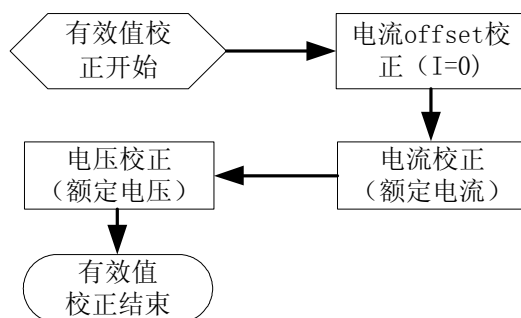 有效值校
正开始
电流offset校
正（I=0）
电流校正
（额定电流）
电压校正
（额定电压）
有效值
校正结束